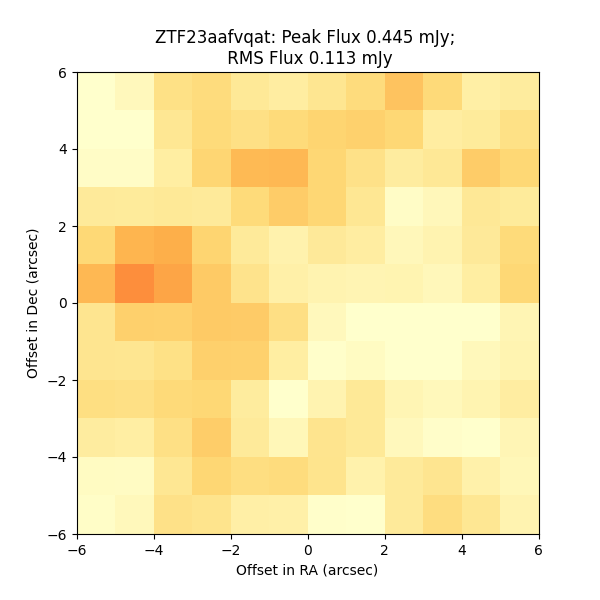 ZTF23aafvqat: Peak Flux 0.445 mJy;
RMS Flux 0.113 mJy
6
4
2
0
−2
−4
−6
Offset in Dec (arcsec)
−6 −4 −2 0 2 4 6
Offset in RA (arcsec)